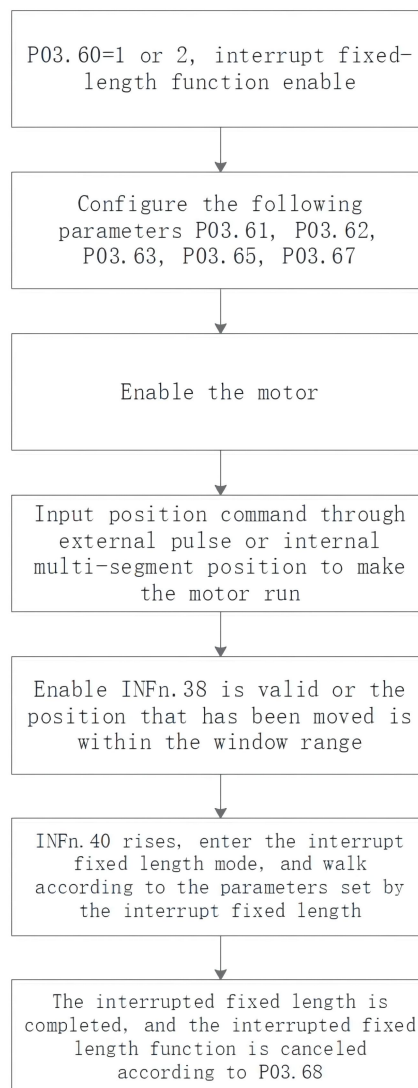 P03.60=1 or 2, interrupt fixed-
length function enable
Configure the following
parameters P03.61, P03.62,
P03.63, P03.65, P03.67
Enable the motor
Input position command through
external pulse or internal
multi-segment position to make
the motor run
Enable INFn.38 is valid or the
position that has been moved is
within the window range
INFn.40 rises, enter the interrupt
fixed length mode, and walk
according to the parameters set by
the interrupt fixed length
The interrupted fixed length is
completed, and the interrupted fixed
length function is canceled
according to P03.68